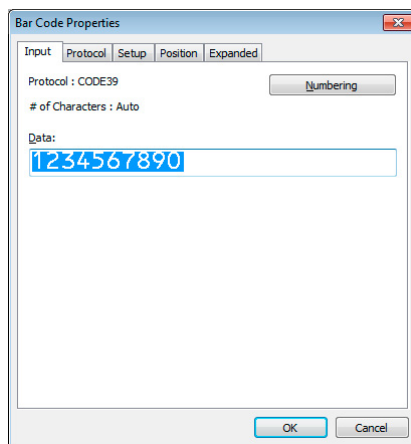 Bar Code Properties
Input Protocol Setup Position Expanded
Protocol : CODE39
Numbering
# of Characters : Auto
Data:
1234567890
OK Cancel